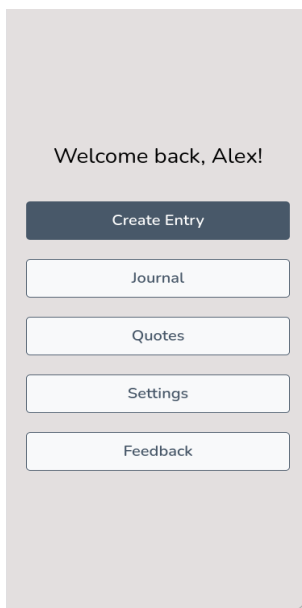 Welcome back, Alex!
Create Entry
Journal
Quotes
Settings
Feedback